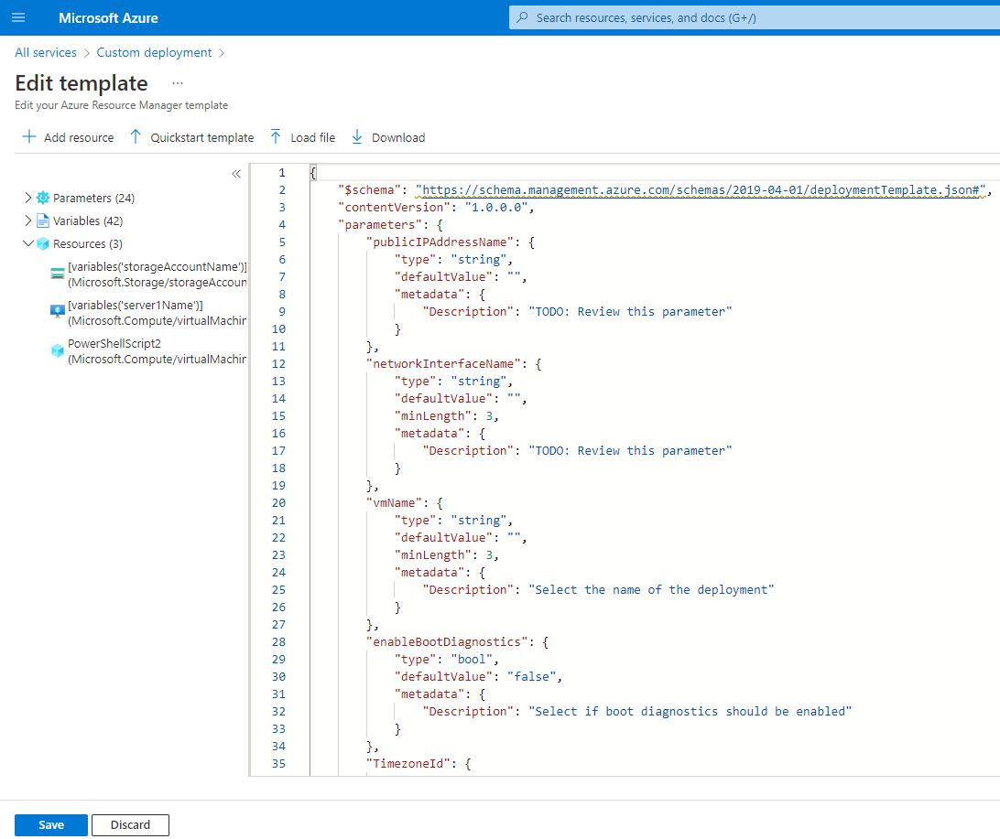 Microsoft Azure
Search resources, services, and docs (G+/)
All services > Custom deployment >
Edit template ...
Edit your Azure Resource Manager template
Add resource Quickstart template Load file Download
«
Parameters (24)
Variables (42)
Resources (3)
[variables('storageAccountName')]
(Microsoft.Storage/storageAccoun
[variables('server1Name')]
(Microsoft.Compute/virtualMachin
PowerShellScript2
(Microsoft.Compute/virtualMachin
1 {
2 "$schema": "https://schema.management.azure.com/schemas/2019-04-01/deploymentTemplate.json#",
3 "contentVersion": "1.0.0.0",
4 "parameters": {
5 "publicIPAddressName": {
6 "type": "string",
7 "defaultValue": "",
8 "metadata": {
9 "Description": "TODO: Review this parameter"
10 }
11 },
12 "networkInterfaceName": {
13 "type": "string",
14 "defaultValue": "",
15 "minLength": 3,
16 "metadata": {
17 "Description": "TODO: Review this parameter"
18 }
19 },
20 "vmName": {
21 "type": "string",
22 "defaultValue": "",
23 "minLength": 3,
24 "metadata": {
25 "Description": "Select the name of the deployment"
26 }
27 },
28 "enableBootDiagnostics": {
29 "type": "bool",
30 "defaultValue": "false",
31 "metadata": {
32 "Description": "Select if boot diagnostics should be enabled"
33 }
34 },
35 "TimezoneId": {
Save Discard